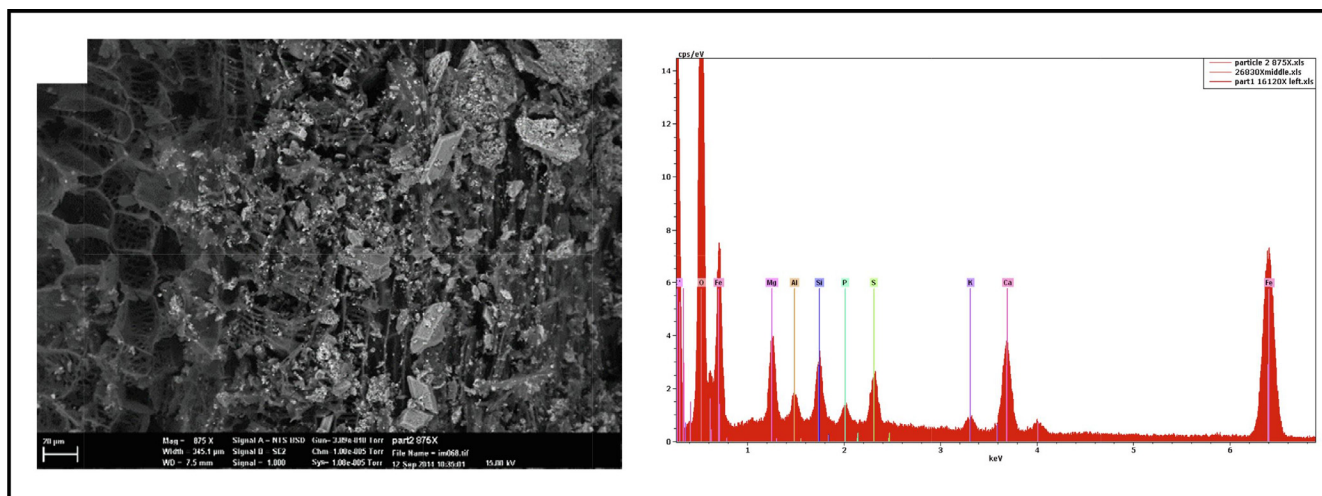 20 µm
Mag = 875 X Signal A = NTS BSD Torr part2 875X
Width = 345.1 µm Signal B = SE2 Chm= 1.00e-005 Torr File Name = im068.tif
WD = 7.5 mm Signal = 1.000 Sys= 1.00e-005 Torr 12 Sep 2011 10:35:01 15.00 kV
cps/eV
particle 2 875X.xls
26830Xmiddle.xls
part1 16120X left.xls
14
12
10
8
6
4
2
0
O Fe Mg Al Si P S K Ca Fe
1 2 3 4 5 6
keV